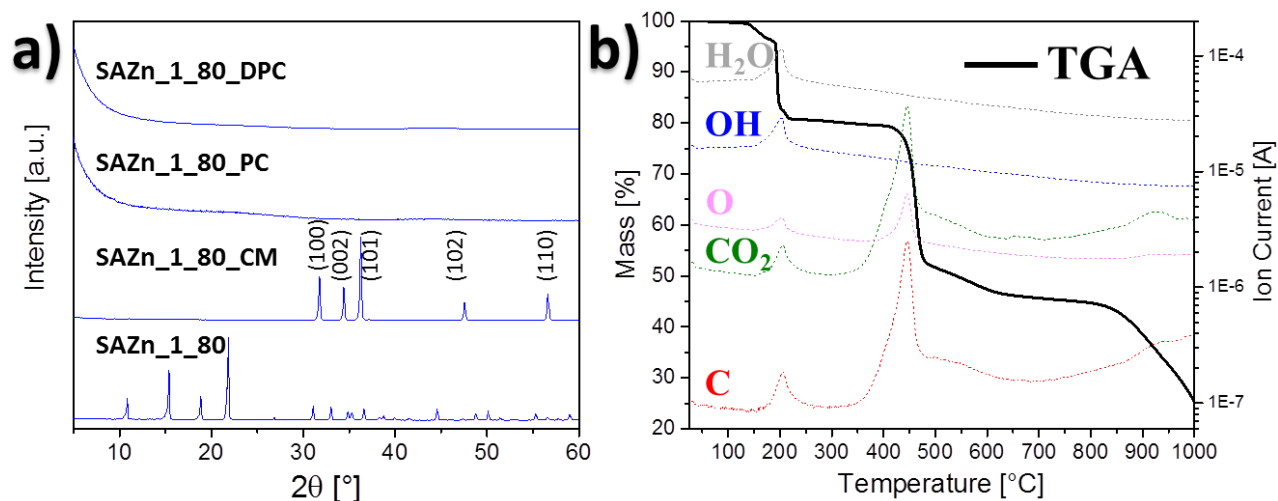 a)
SAZn_1_80_DPC
SAZn_1_80_PC
SAZn_1_80_CM
(100)
(002)
(101)
(102)
(110)
SAZn_1_80
Intensity [a.u.]
10 20 30 40 50 60
2θ [°]
b)
H₂O
TGA
OH
O
CO₂
C
Mass [%]
100
90
80
70
60
50
40
30
20
100 200 300 400 500 600 700 800 900 1000
Temperature [°C]
1E-4
1E-5
1E-6
1E-7
Ion Current [A]